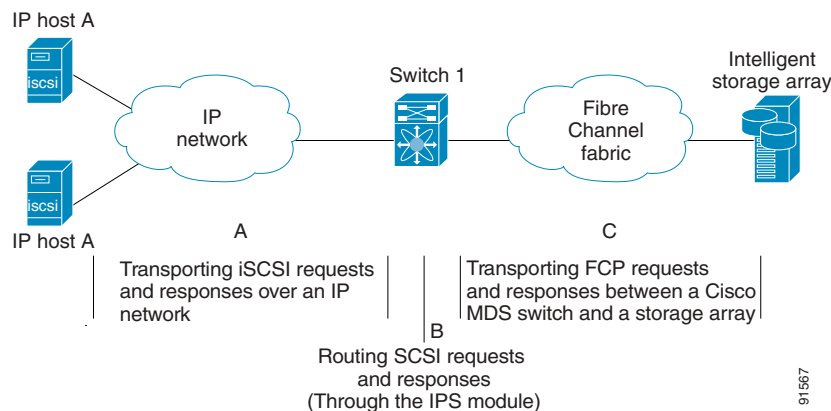 IP host A
iscsi
IP
network
iscsi
IP host A
Switch 1
Fibre
Channel
fabric
Intelligent
storage array
A
C
Transporting iSCSI requests
and responses over an IP
network
Transporting FCP requests
and responses between a Cisco
MDS switch and a storage array
B
Routing SCSI requests
and responses
(Through the IPS module)
91567